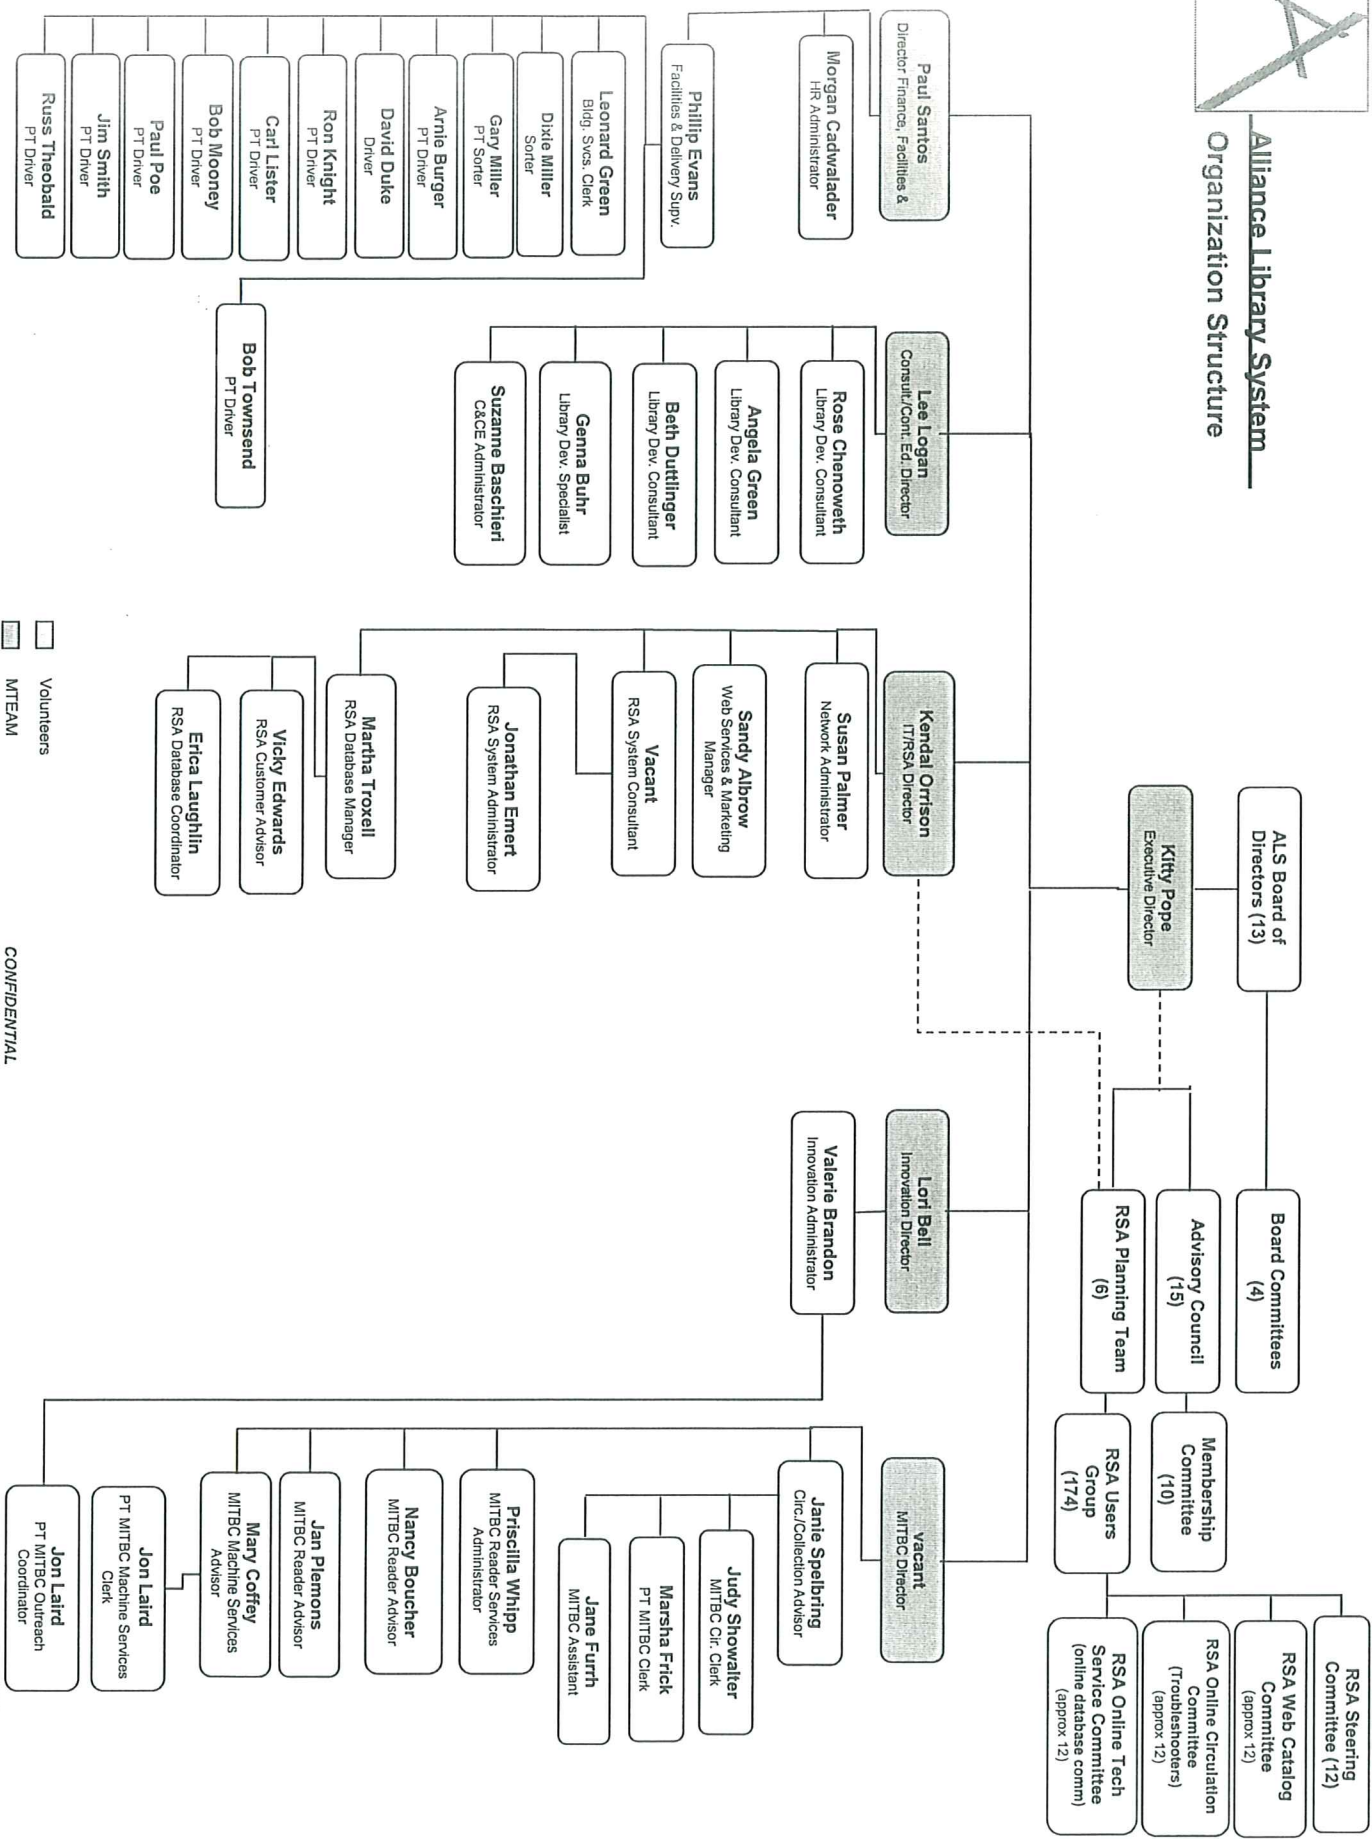 Alliance Library System
Organization Structure
ALS Board of
Directors (13)
Board Committees
(4)
Kitty Pope
Executive Director
Advisory Council
(15)
Membership
Committee
(10)
RSA Planning Team
(6)
RSA Users
Group
(174)
RSA Steering
Committee (12)
RSA Web Catalog
Committee
(approx 12)
RSA Online Circulation
Committee
(Troubleshooters)
(approx 12)
RSA Online Tech
Service Committee
(online database comm)
(approx 12)
Paul Santos
Director Finance, Facilities &
Morgan Cadwalader
HR Administrator
Phillip Evans
Facilities & Delivery Supv.
Leonard Green
Bldg. Svcs. Clerk
Dixie Miller
Sorter
Gary Miller
PT Sorter
Arnie Burger
PT Driver
David Duke
Driver
Ron Knight
PT Driver
Carl Lister
PT Driver
Bob Mooney
PT Driver
Paul Poe
PT Driver
Jim Smith
PT Driver
Russ Theobald
PT Driver
Bob Townsend
PT Driver
Lee Logan
Consult./Cont. Ed. Director
Rose Chenoweth
Library Dev. Consultant
Angela Green
Library Dev. Consultant
Beth Duttlinger
Library Dev. Consultant
Genna Buhr
Library Dev. Specialist
Suzanne Baschieri
C&CE Administrator
Kendal Orrison
IT/RSA Director
Susan Palmer
Network Administrator
Sandy Albrow
Web Services & Marketing
Manager
Vacant
RSA System Consultant
Jonathan Emert
RSA System Administrator
Martha Troxell
RSA Database Manager
Vicky Edwards
RSA Customer Advisor
Erica Laughlin
RSA Database Coordinator
Lori Bell
Innovation Director
Valerie Brandon
Innovation Administrator
vacant
MITBC Director
Janie Spelbring
Circ./Collection Advisor
Judy Showalter
MITBC Cir. Clerk
Marsha Frick
PT MITBC Clerk
Jane Furrh
MITBC Assistant
Priscilla Whipp
MITBC Reader Services
Administrator
Nancy Boucher
MITBC Reader Advisor
Jan Plemons
MITBC Reader Advisor
Mary Coffey
MITBC Machine Services
Advisor
Jon Laird
PT MITBC Machine Services
Clerk
Jon Laird
PT MITBC Outreach
Coordinator
Volunteers
MTEAM
CONFIDENTIAL